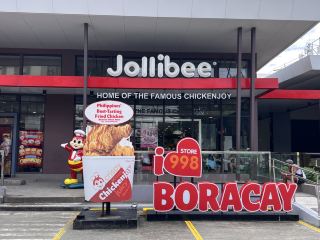 Jollibee
HOME OF THE FAMOUS CHICKENJOY
Philippines'
Best-Tasting
Fried Chicken
Chickenjoy
i
STORE
998
BORACAY